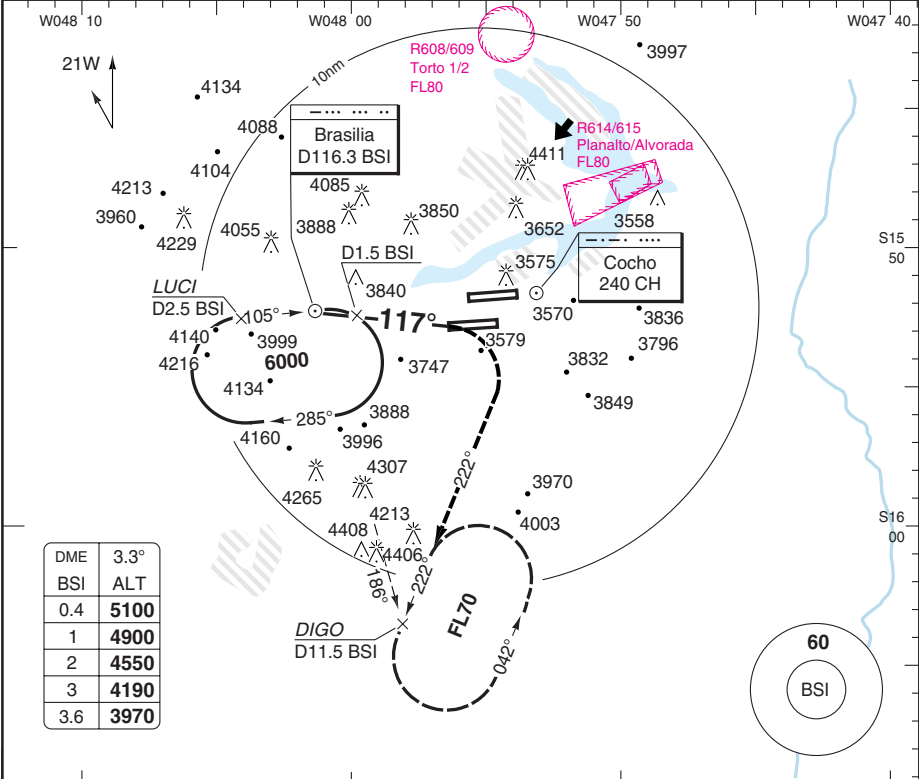 W048 10
W048 00
W047 50
W047 40
21W
R608/609
Torto 1/2
FL80
3997
10nm
4134
Brasilia
D116.3 BSI
4088
R614/615
Planalto/Alvorada
FL80
4411
4104
4213
4085
3960
4229
4055
3888
3850
3652
3558
S15
50
D1.5 BSI
3575
Cocho
240 CH
LUCI
D2.5 BSI
3840
105°
117°
3570
3836
4140
3999
3579
4216
6000
3747
3832
3796
4134
3849
285°
3888
4160
3996
222°
4265
4307
3970
4213
4003
S16
00
4408
4406
186°
222°
FL70
DIGO
D11.5 BSI
042°
DME 3.3°
BSI ALT
0.4 5100
1 4900
2 4550
3 4190
3.6 3970
60
BSI